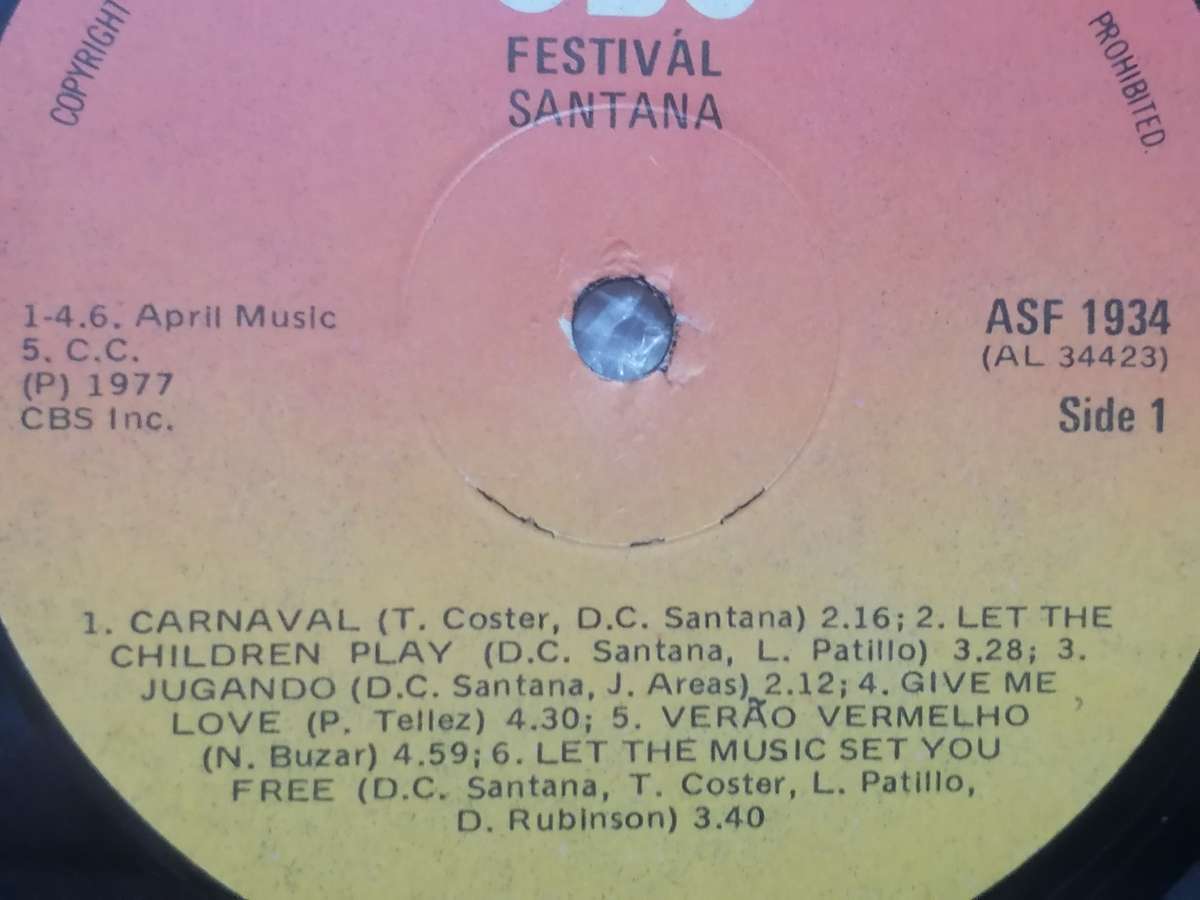 COPYRIGHT
PROHIBITED.
FESTIVÁL
SANTANA
1-4.6. April Music
5. C.C.
(P) 1977
CBS Inc.
ASF 1934
(AL 34423)
Side 1
1. CARNAVAL (T. Coster, D.C. Santana) 2.16; 2. LET THE
CHILDREN PLAY (D.C. Santana, L. Patillo) 3.28; 3.
JUGANDO (D.C. Santana, J. Areas) 2.12; 4. GIVE ME
LOVE (P. Tellez) 4.30; 5. VERÃO VERMELHO
(N. Buzar) 4.59; 6. LET THE MUSIC SET YOU
FREE (D.C. Santana, T. Coster, L. Patillo,
D. Rubinson) 3.40